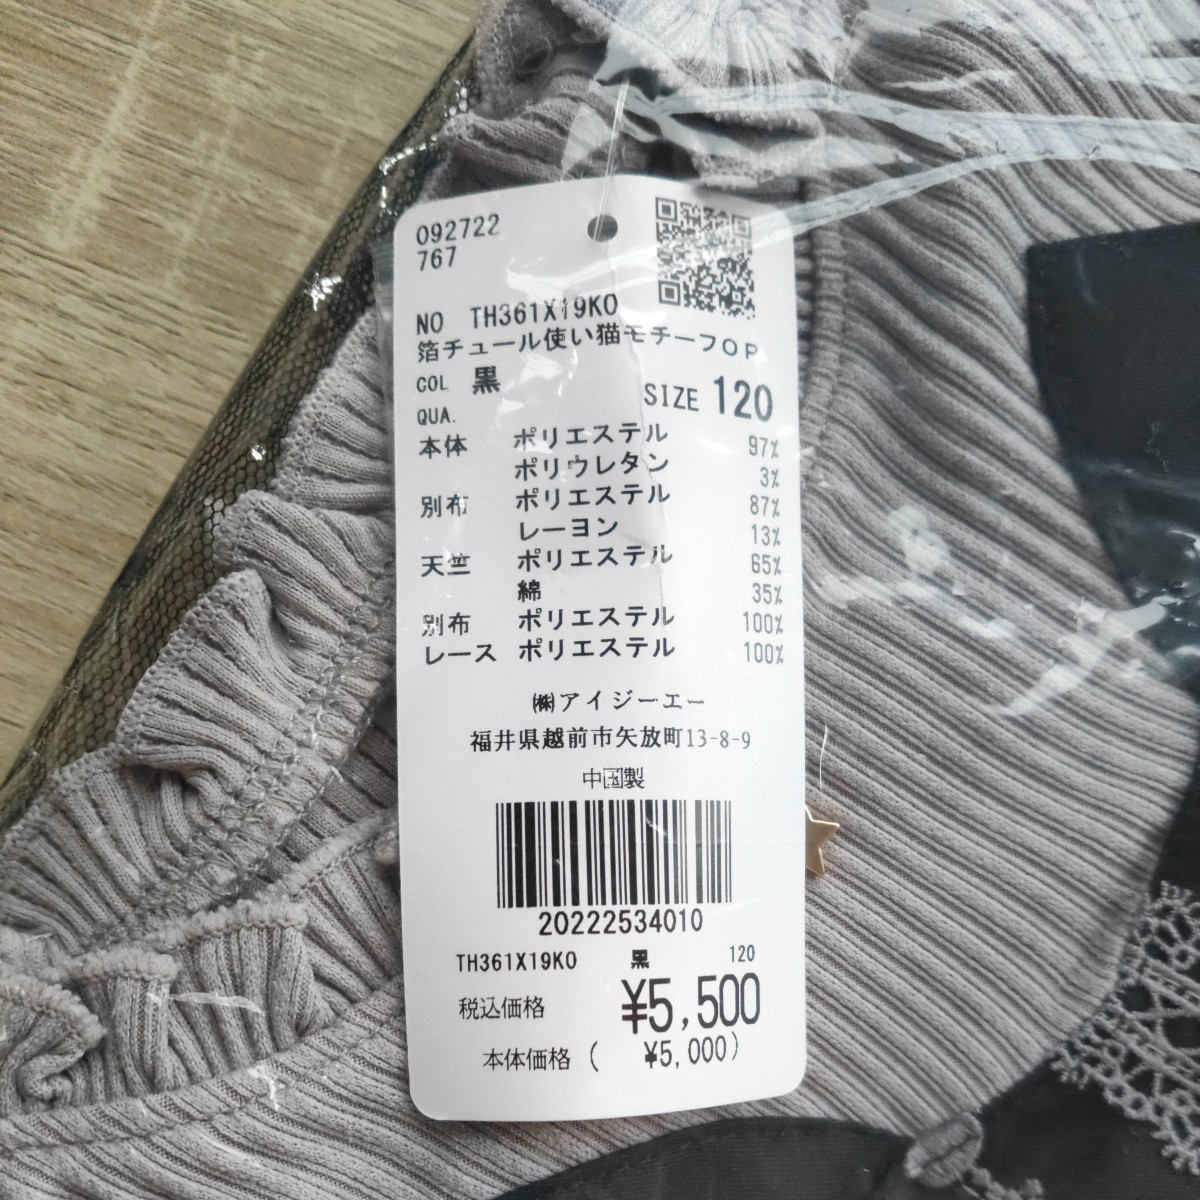 092722
767
NO TH361X19KO
箔チュール使い猫モチーフOP
COL 黒
SIZE 120
QUA.
本体 ポリエステル 97%
ポリウレタン 3%
別布 ポリエステル 87%
レーヨン 13%
天竺 ポリエステル 65%
綿 35%
別布 ポリエステル 100%
レース ポリエステル 100%
㈱アイジーエー
福井県越前市矢放町13-8-9
中国製
20222534010
TH361X19KO 黒 120
税込価格 ¥5,500
本体価格( ¥5,000)